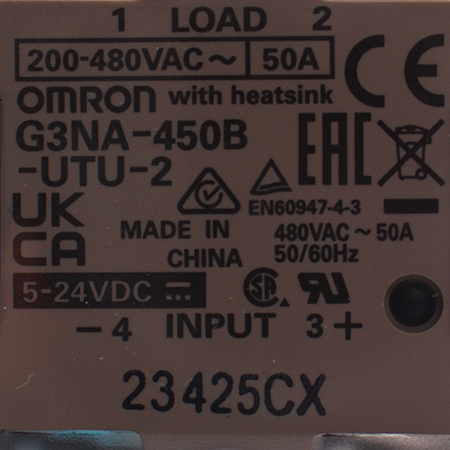 1 LOAD 2
200-480VAC～ 50A
OMRON with heatsink
G3NA-450B
-UTU-2
EAC
UK
CA
CE
EN60947-4-3
MADE IN
CHINA
480VAC～50A
50/60Hz
5-24VDC
-4 INPUT 3+
23425CX